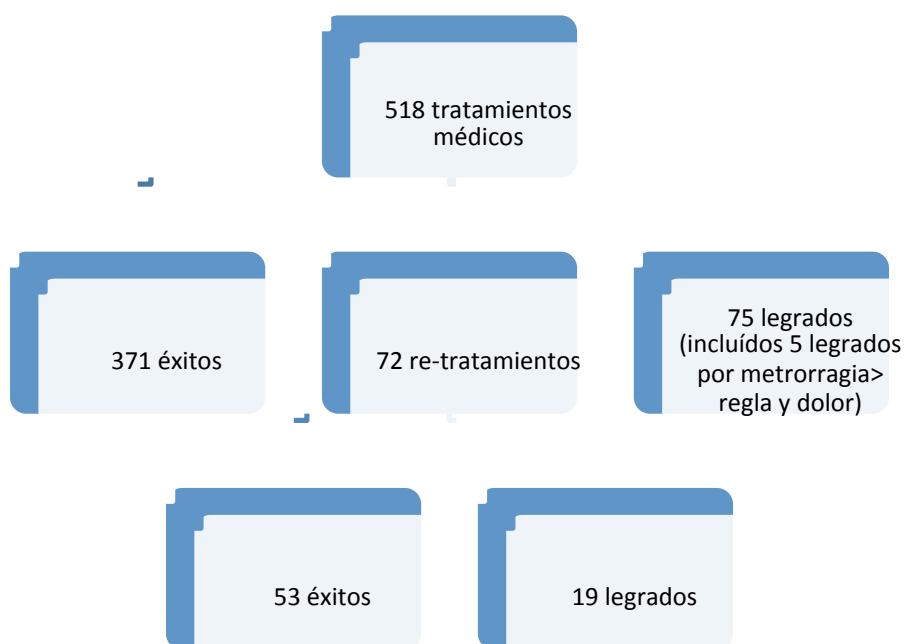 518 tratamientos
médicos
371 éxitos
72 re-tratamientos
75 legrados
(incluídos 5 legrados
por metrorragia>
regla y dolor)
53 éxitos
19 legrados